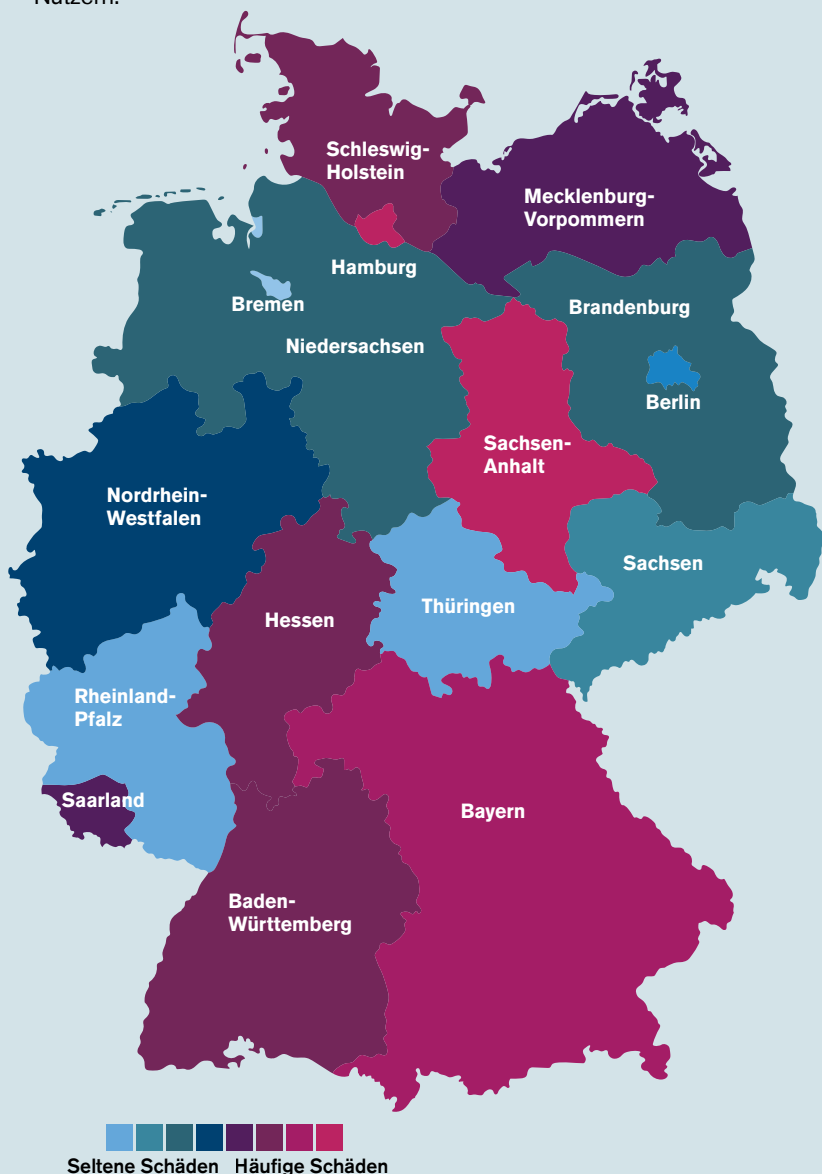 Nutzern.
Schleswig-
Holstein
Mecklenburg-
Vorpommern
Hamburg
Bremen
Brandenburg
Niedersachsen
Berlin
Sachsen-
Anhalt
Nordrhein-
Westfalen
Sachsen
Thüringen
Hessen
Rheinland-
Pfalz
Saarland
Bayern
Baden-
Württemberg
Seltene Schäden Häufige Schäden